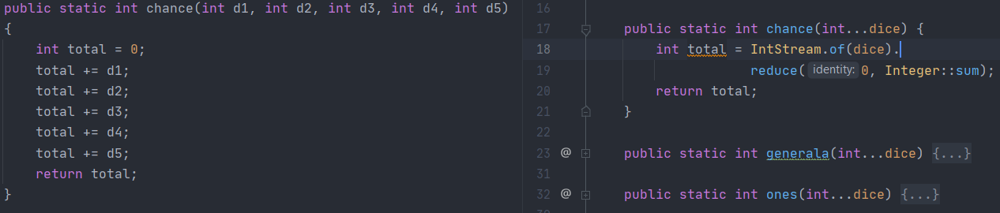 public static int chance(int d1, int d2, int d3, int d4, int d5)
{
    int total = 0;
    total += d1;
    total += d2;
    total += d3;
    total += d4;
    total += d5;
    return total;
}
16
17 public static int chance(int...dice) {
18     int total = IntStream.of(dice).
19                 reduce( identity: 0, Integer::sum);
20     return total;
21 }
22
23 @ public static int generala(int...dice) {...}
31
32 @ public static int ones(int...dice) {...}